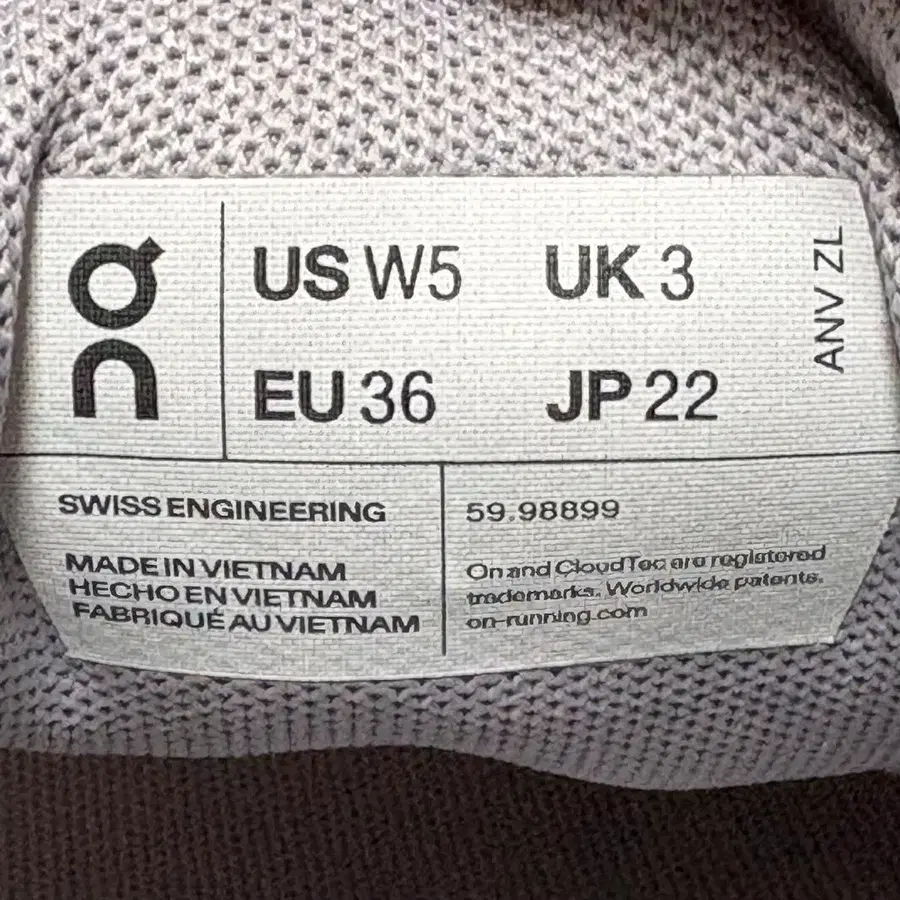 On
US W5 UK 3
EU 36 JP 22
ANV ZL
SWISS ENGINEERING
MADE IN VIETNAM
HECHO EN VIETNAM
FABRIQUÉ AU VIETNAM
59.98899
On and CloudTec are registered
trademarks. Worldwide patents.
on-running.com